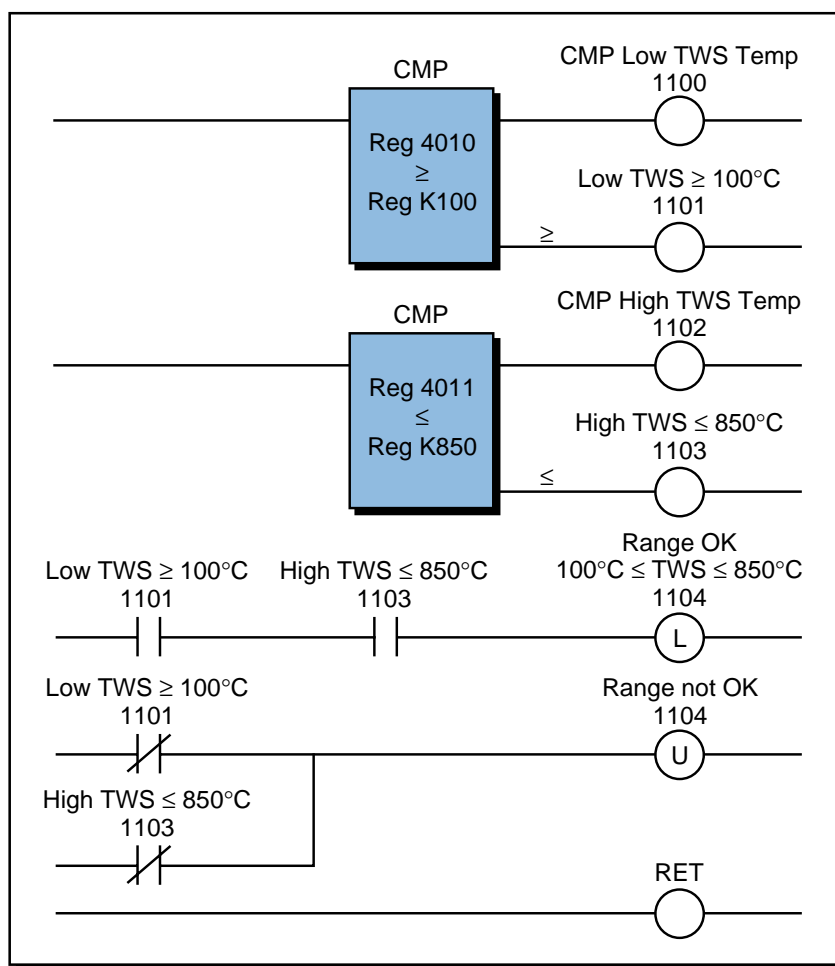 CMP
CMP Low TWS Temp
1100
Reg 4010
≥
Reg K100
Low TWS ≥ 100°C
1101
≥
CMP
CMP High TWS Temp
1102
Reg 4011
≤
Reg K850
High TWS ≤ 850°C
1103
≤
Low TWS ≥ 100°C
1101
High TWS ≤ 850°C
1103
Range OK
100°C ≤ TWS ≤ 850°C
1104
L
Low TWS ≥ 100°C
1101
Range not OK
1104
U
High TWS ≤ 850°C
1103
RET